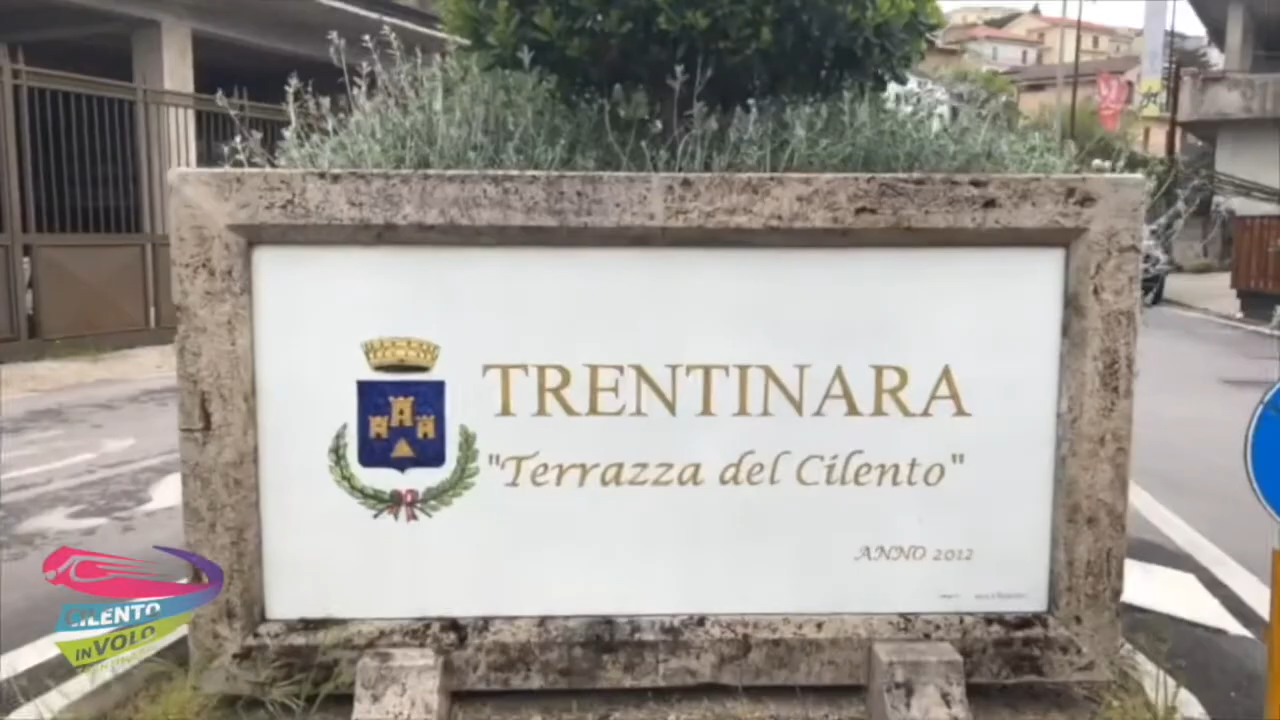 TRENTINARA
"Terrazza del Cilento"
ANNO 2012
CILENTO
IN VOLO